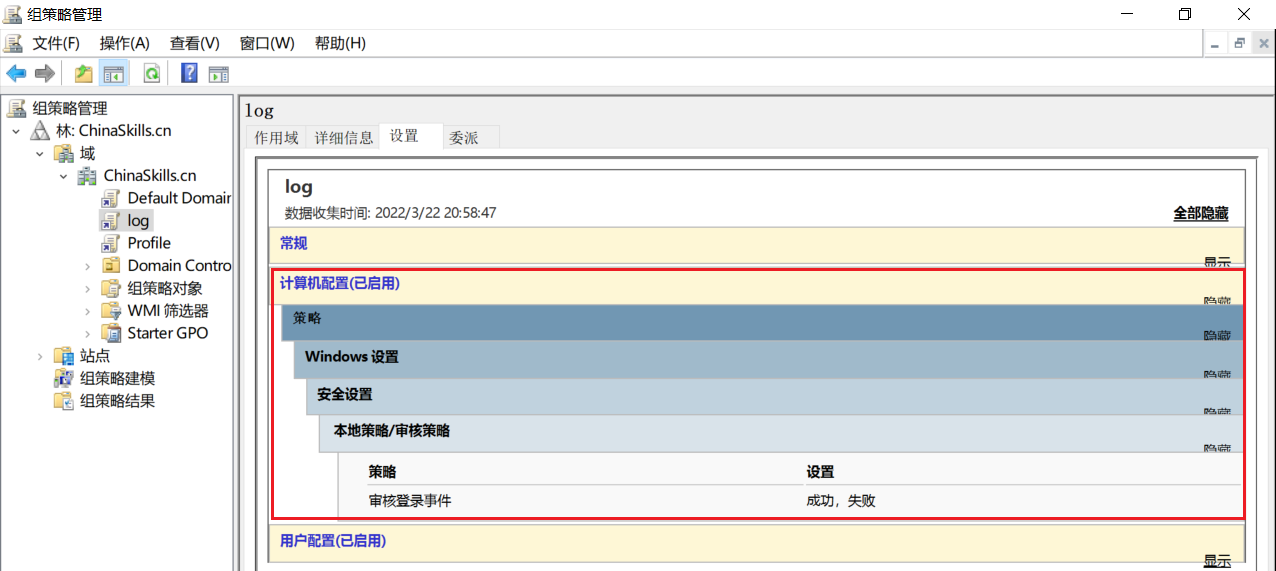 组策略管理
文件(F) 操作(A) 查看(V) 窗口(W) 帮助(H)
组策略管理
林: ChinaSkills.cn
域
ChinaSkills.cn
Default Domain
log
Profile
Domain Contro
组策略对象
WMI 筛选器
Starter GPO
站点
组策略建模
组策略结果
log
作用域 详细信息 设置 委派
log
数据收集时间: 2022/3/22 20:58:47
全部隐藏
常规
显示
计算机配置(已启用)
隐藏
策略
隐藏
Windows 设置
隐藏
安全设置
隐藏
本地策略/审核策略
隐藏
策略 设置
审核登录事件 成功，失败
用户配置(已启用)
显示